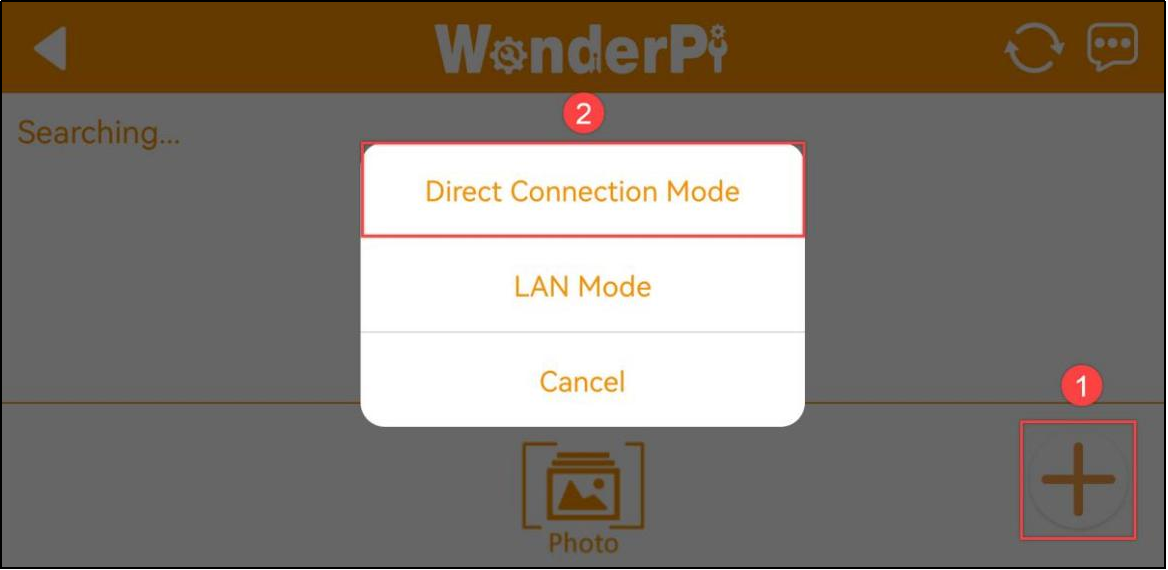 WonderPi
Searching...
2
Direct Connection Mode
LAN Mode
Cancel
1
Photo